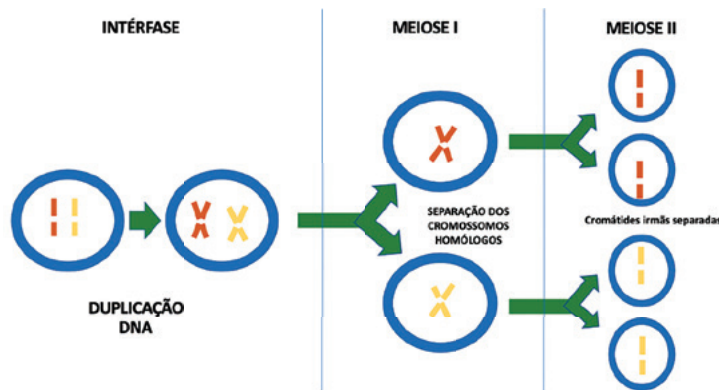 INTÉRFASE
MEIOSE I
MEIOSE II
SEPARAÇÃO DOS
CROMOSSOMOS
HOMÓLOGOS
Cromátides irmãs separadas
DUPLICAÇÃO
DNA